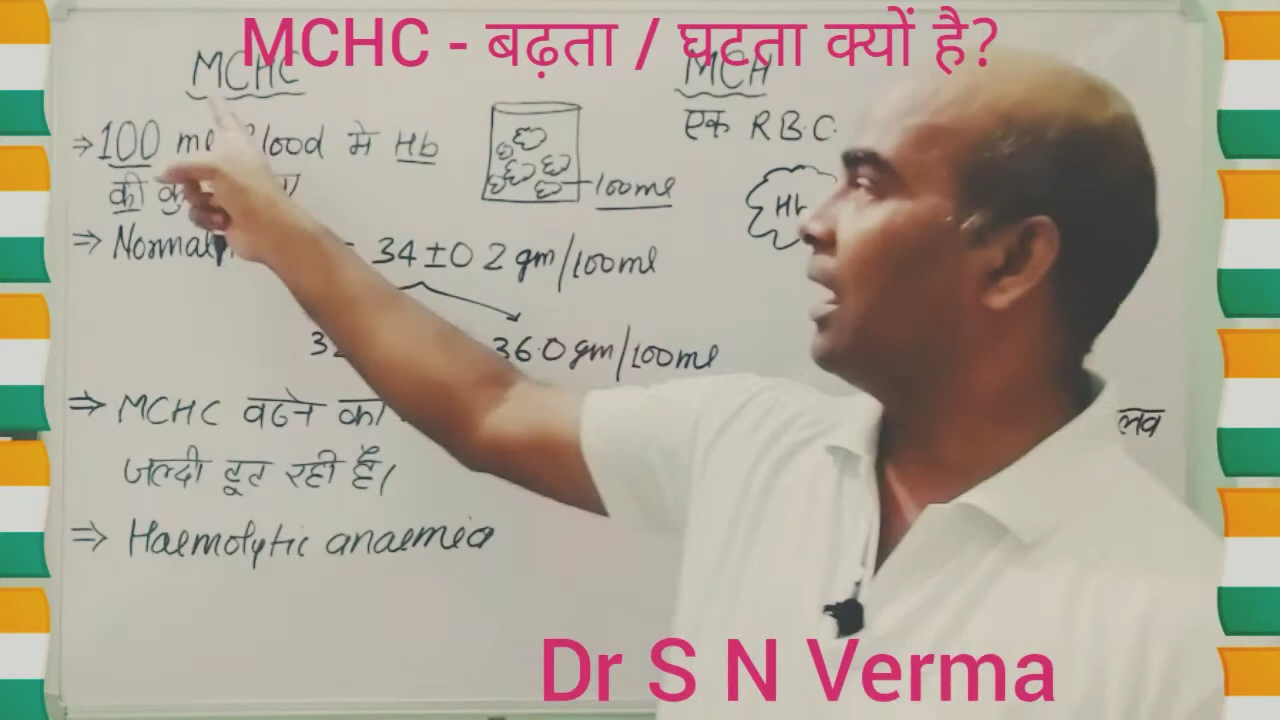 MCHC - बढ़ता / घटता क्यों है?
MCHC
⇒ 100 ml Blood मे Hb
की
100ml
⇒ Normal = 34±0 2 gm/100ml
36.0 gm/100ml
⇒ MCHC बढने का
जल्दी टूट रही हैं।
⇒ Haemolytic anaemia
MCH
एक R.B.C.
Hb
लव
Dr S N Verma